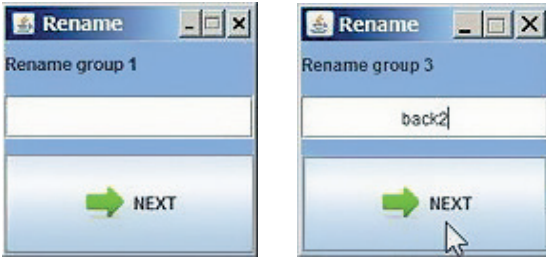 Rename
Rename group 1
NEXT
Rename
Rename group 3
back2
NEXT